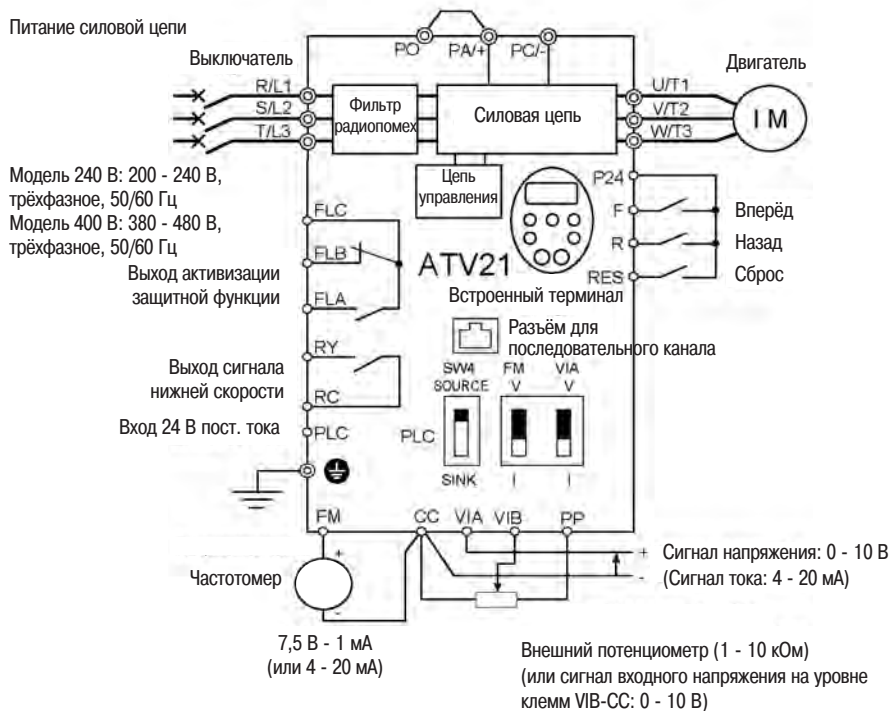 Питание силовой цепи
PO
PA/+
PC/-
Выключатель
Двигатель
R/L1
S/L2
T/L3
Фильтр
радиопомех
Силовая цепь
U/T1
V/T2
W/T3
I M
Цепь
управления
Модель 240 В: 200 - 240 В,
трёхфазное, 50/60 Гц
Модель 400 В: 380 - 480 В,
трёхфазное, 50/60 Гц
P24
F
Вперёд
R
Назад
RES
Сброс
FLC
FLB
FLA
Выход активизации
защитной функции
ATV21
Встроенный терминал
Разъём для
последовательного канала
RY
RC
Выход сигнала
нижней скорости
Вход 24 В пост. тока
PLC
SW4
SOURCE
PLC
SINK
FM
V
I
VIA
V
I
FM
CC
VIA
VIB
PP
+
-
Частотомер
7,5 В - 1 мА
(или 4 - 20 мА)
+
-
Сигнал напряжения: 0 - 10 В
(Сигнал тока: 4 - 20 мА)
Внешний потенциометр (1 - 10 кОм)
(или сигнал входного напряжения на уровне
клемм VIB-CC: 0 - 10 В)